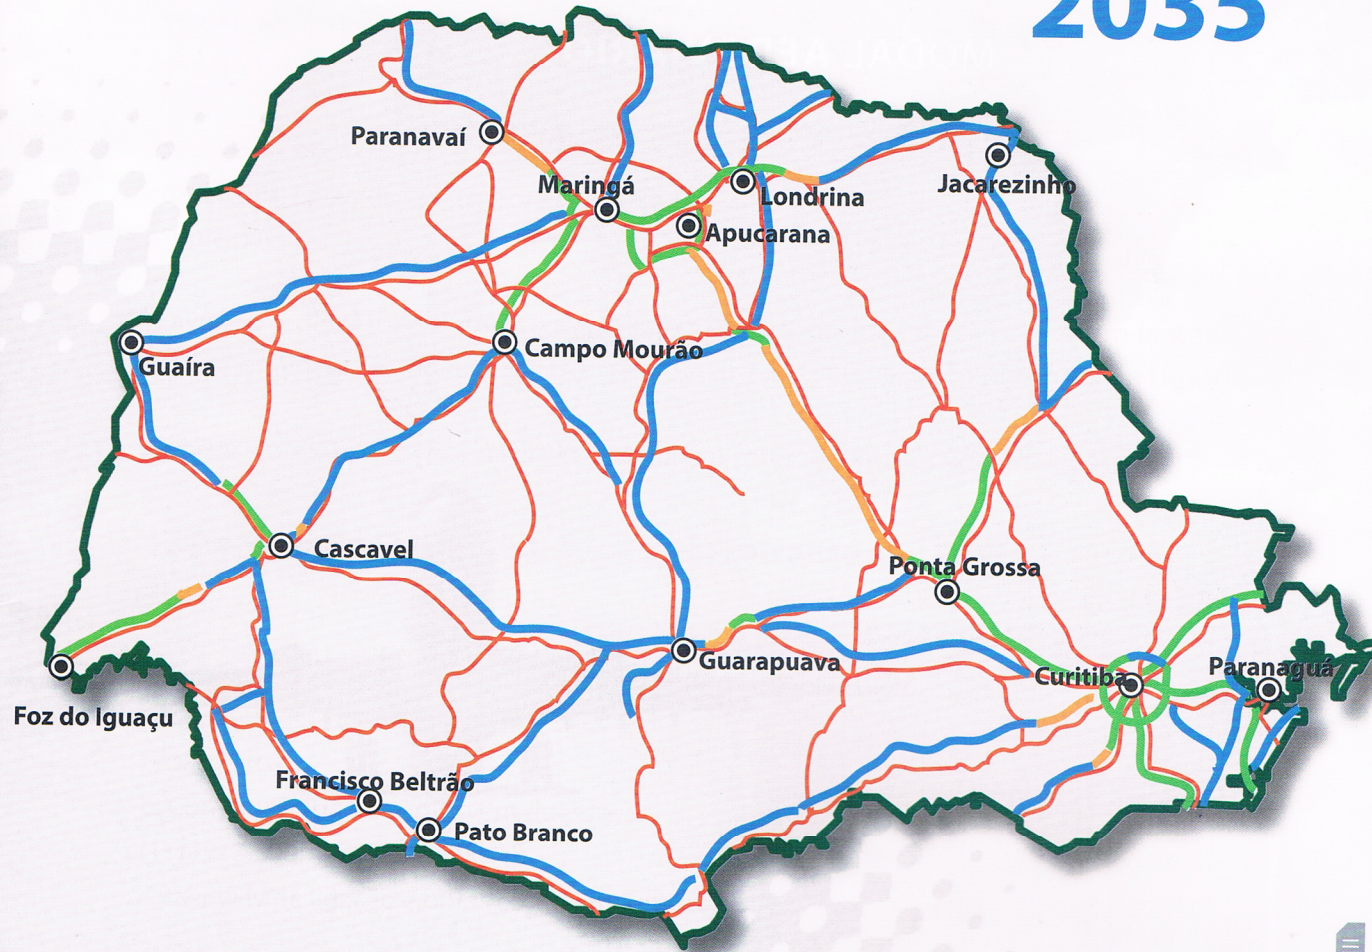 2035
Paranavaí
Maringá
Londrina
Jacarezinho
Apucarana
Guaíra
Campo Mourão
Cascavel
Ponta Grossa
Guarapuava
Curitiba
Paranaguá
Foz do Iguaçu
Francisco Beltrão
Pato Branco